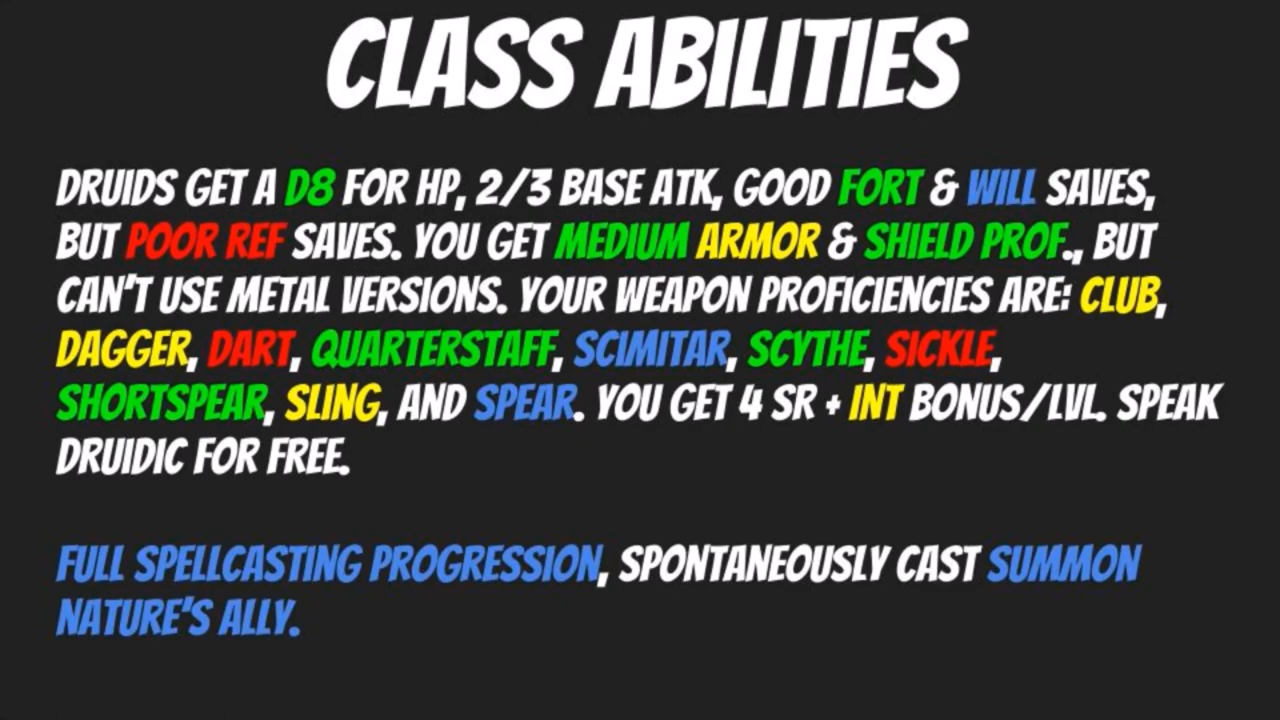 CLASS ABILITIES
DRUIDS GET A D8 FOR HP, 2/3 BASE ATK, GOOD FORT & WILL SAVES,
BUT POOR REF SAVES. YOU GET MEDIUM ARMOR & SHIELD PROF., BUT
CAN'T USE METAL VERSIONS. YOUR WEAPON PROFICIENCIES ARE: CLUB,
DAGGER, DART, QUARTERSTAFF, SCIMITAR, SCYTHE, SICKLE,
SHORTSPEAR, SLING, AND SPEAR. YOU GET 4 SR + INT BONUS/LVL. SPEAK
DRUIDIC FOR FREE.
FULL SPELLCASTING PROGRESSION, SPONTANEOUSLY CAST SUMMON
NATURE'S ALLY.